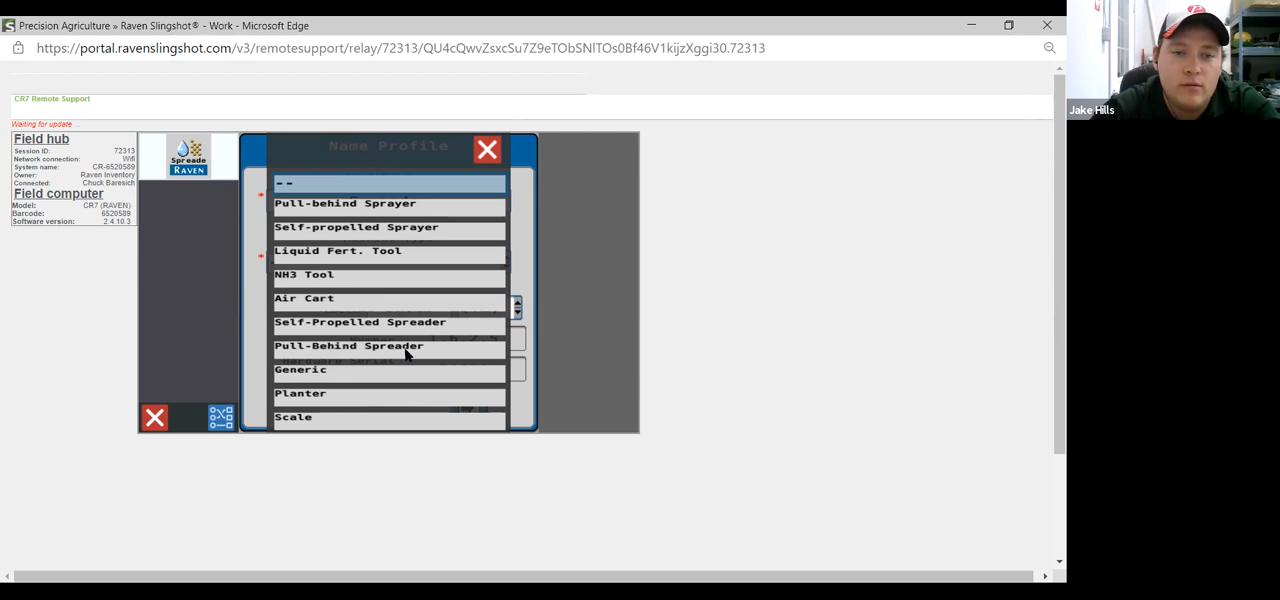 Precision Agriculture » Raven Slingshot® - Work - Microsoft Edge
https://portal.ravenslingshot.com/v3/remotesupport/relay/72313/QU4cQwvZsxcSu7Z9eTObSNlTOs0Bf46V1kijzXggi30.72313
Jake Hills
CR7 Remote Support
Waiting for update ...
Field hub
Session ID: 72313
Network connection: Wifi
System name: CR-6520589
Owner: Raven Inventory
Connected: Chuck Baresich
Field computer
Model: CR7 (RAVEN)
Barcode: 6520589
Software version: 2.4.10.3
Spreade
RAVEN
Name Profile
--
Pull-behind Sprayer
Self-propelled Sprayer
Liquid Fert. Tool
NH3 Tool
Air Cart
Self-Propelled Spreader
Pull-Behind Spreader
Generic
Planter
Scale